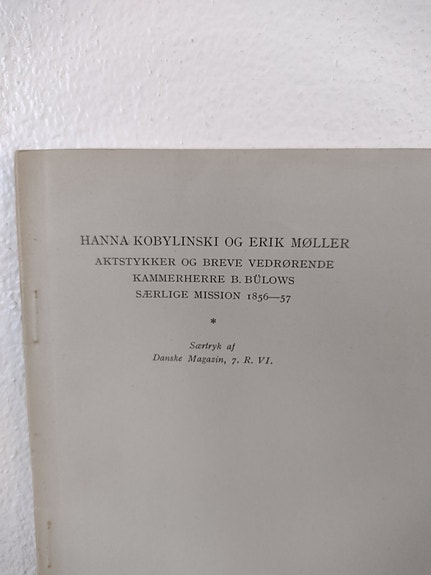 HANNA KOBYLINSKI OG ERIK MØLLER
AKTSTYKKER OG BREVE VEDRØRENDE
KAMMERHERRE B. BÜLOWS
SÆRLIGE MISSION 1856—57
*
Særtryk af
Danske Magazin, 7. R. VI.